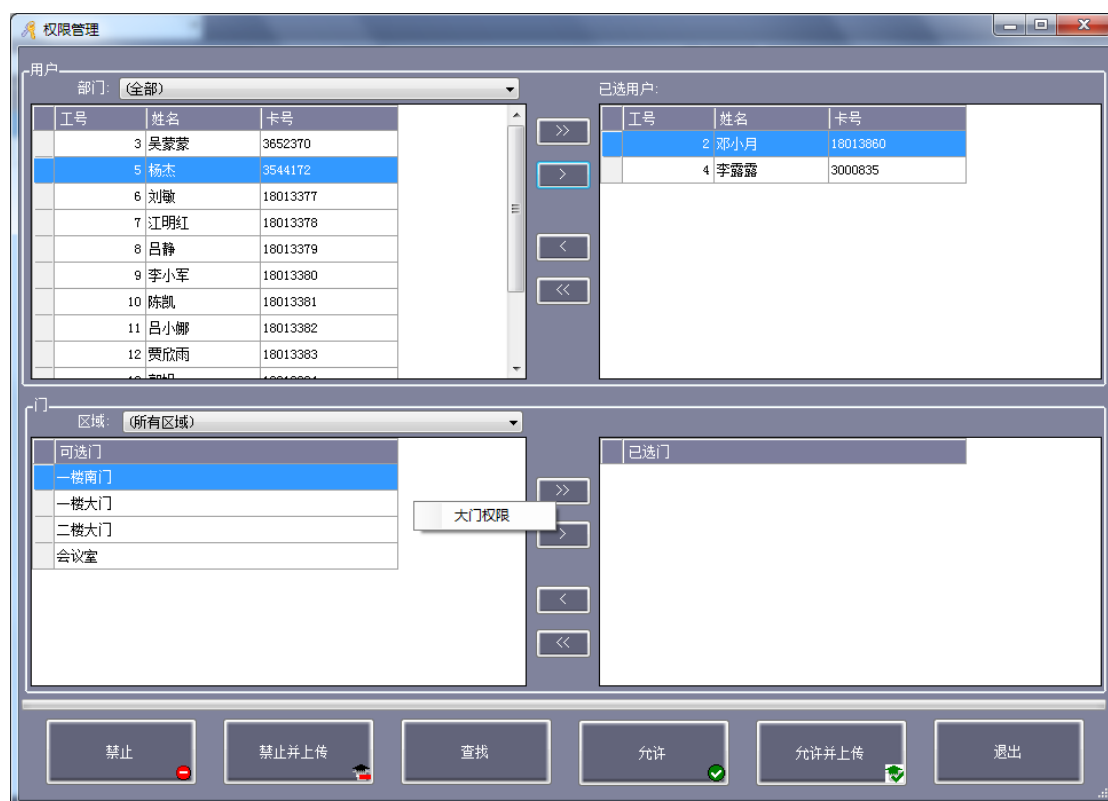 权限管理
用户
部门: (全部) 已选用户:
工号 姓名 卡号 >> 工号 姓名 卡号
3 吴蒙蒙 3652370 2 邓小月 18013860
5 杨杰 3544172 > 4 李露露 3000835
6 刘敏 18013377
7 江明红 18013378
8 吕静 18013379 <
9 李小军 18013380
10 陈凯 18013381 <<
11 吕小娜 18013382
12 贾欣雨 18013383
门
区域: (所有区域)
可选门 已选门
一楼南门 >>
一楼大门 大门权限
二楼大门 >
会议室
<
<<
禁止 禁止并上传 查找 允许 允许并上传 退出